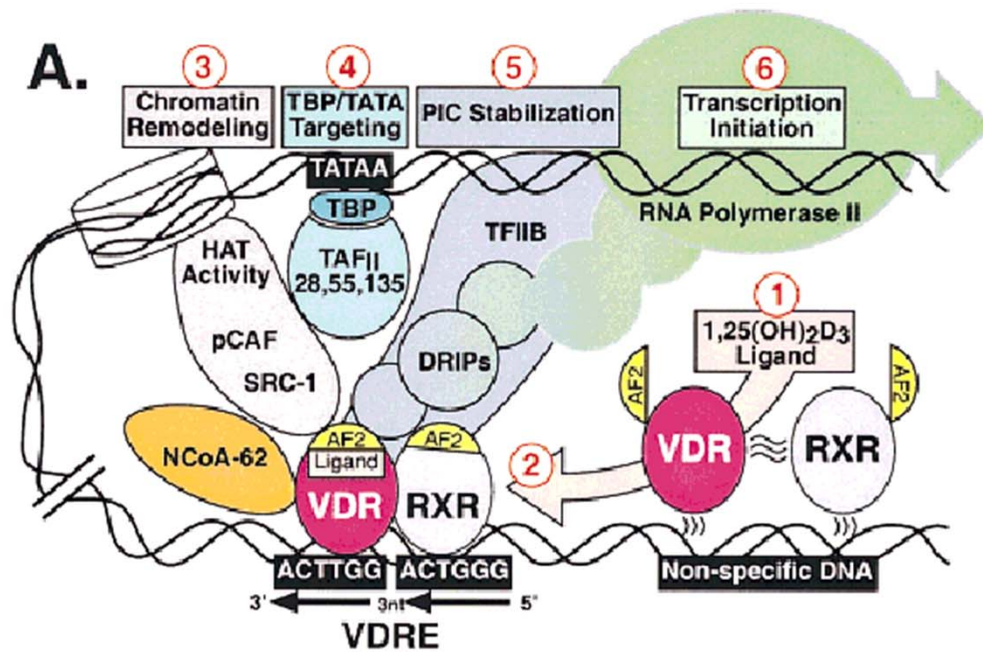 A.
3
4
5
6
Chromatin
Remodeling
TBP/TATA
Targeting
PIC Stabilization
Transcription
Initiation
TATAA
TBP
RNA Polymerase II
TFIIB
HAT
Activity
TAFII
28,55,135
pCAF
SRC-1
DRIPs
1
1,25(OH)2D3
Ligand
AF2
AF2
VDR
RXR
NCoA-62
AF2
AF2
Ligand
VDR
RXR
2
ACTTGG
ACTGGG
Non-specific DNA
3'
3nt
5'
VDRE